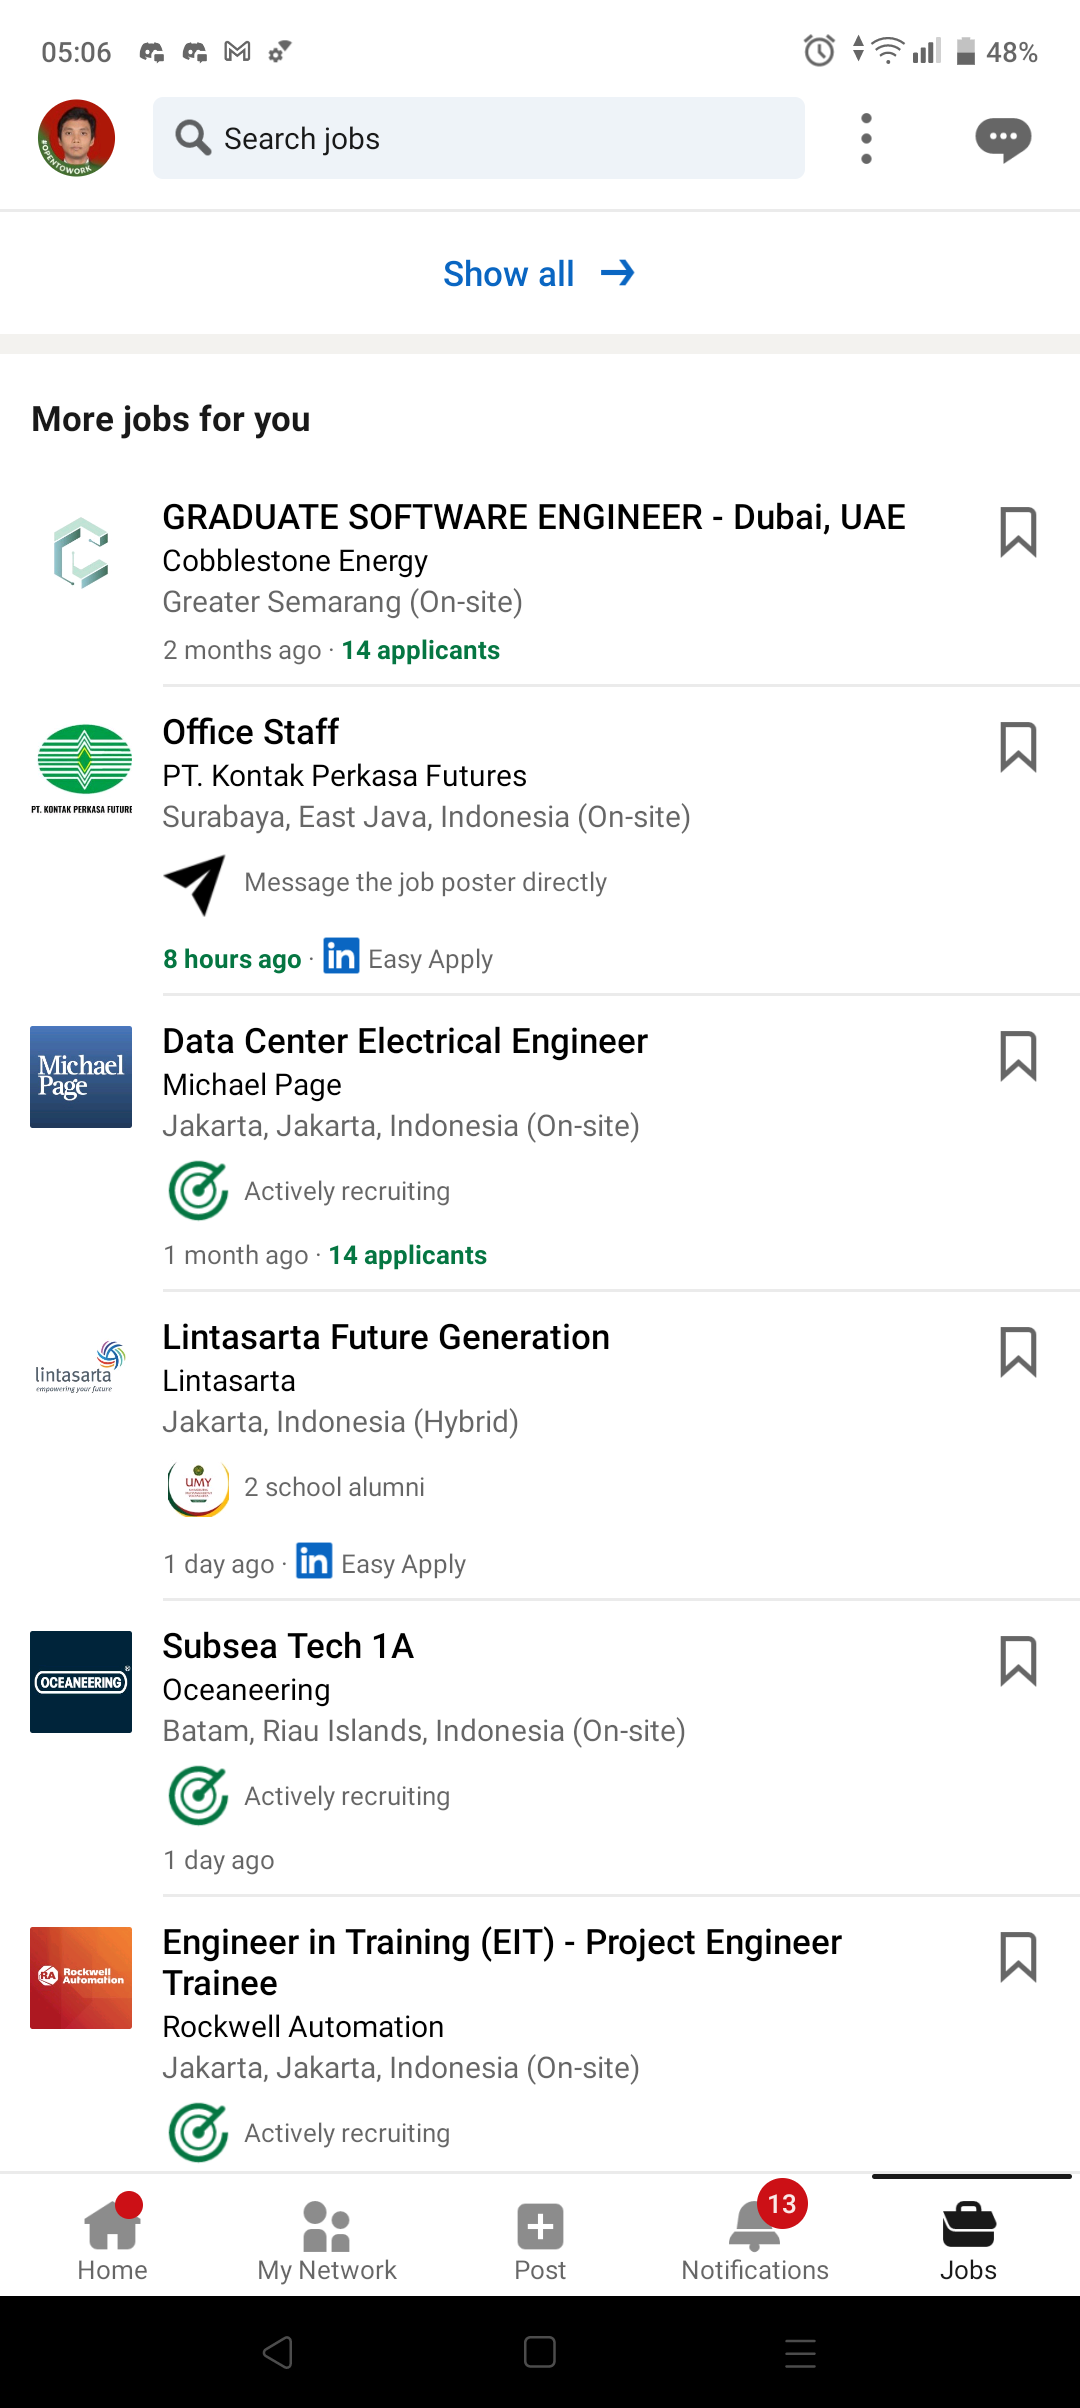 05:06
48%
#OPENTOWORK
Search jobs
Show all
More jobs for you
GRADUATE SOFTWARE ENGINEER - Dubai, UAE
Cobblestone Energy
Greater Semarang (On-site)
2 months ago · 14 applicants
Office Staff
PT. Kontak Perkasa Futures
PT. KONTAK PERKASA FUTURE
Surabaya, East Java, Indonesia (On-site)
Message the job poster directly
8 hours ago · in Easy Apply
Michael
Page
Data Center Electrical Engineer
Michael Page
Jakarta, Jakarta, Indonesia (On-site)
Actively recruiting
1 month ago · 14 applicants
lintasarta
empowering your future
Lintasarta Future Generation
Lintasarta
Jakarta, Indonesia (Hybrid)
UMY
2 school alumni
1 day ago · in Easy Apply
OCEANEERING®
Subsea Tech 1A
Oceaneering
Batam, Riau Islands, Indonesia (On-site)
Actively recruiting
1 day ago
RA Rockwell
Automation
Engineer in Training (EIT) - Project Engineer
Trainee
Rockwell Automation
Jakarta, Jakarta, Indonesia (On-site)
Actively recruiting
13
Home
My Network
Post
Notifications
Jobs